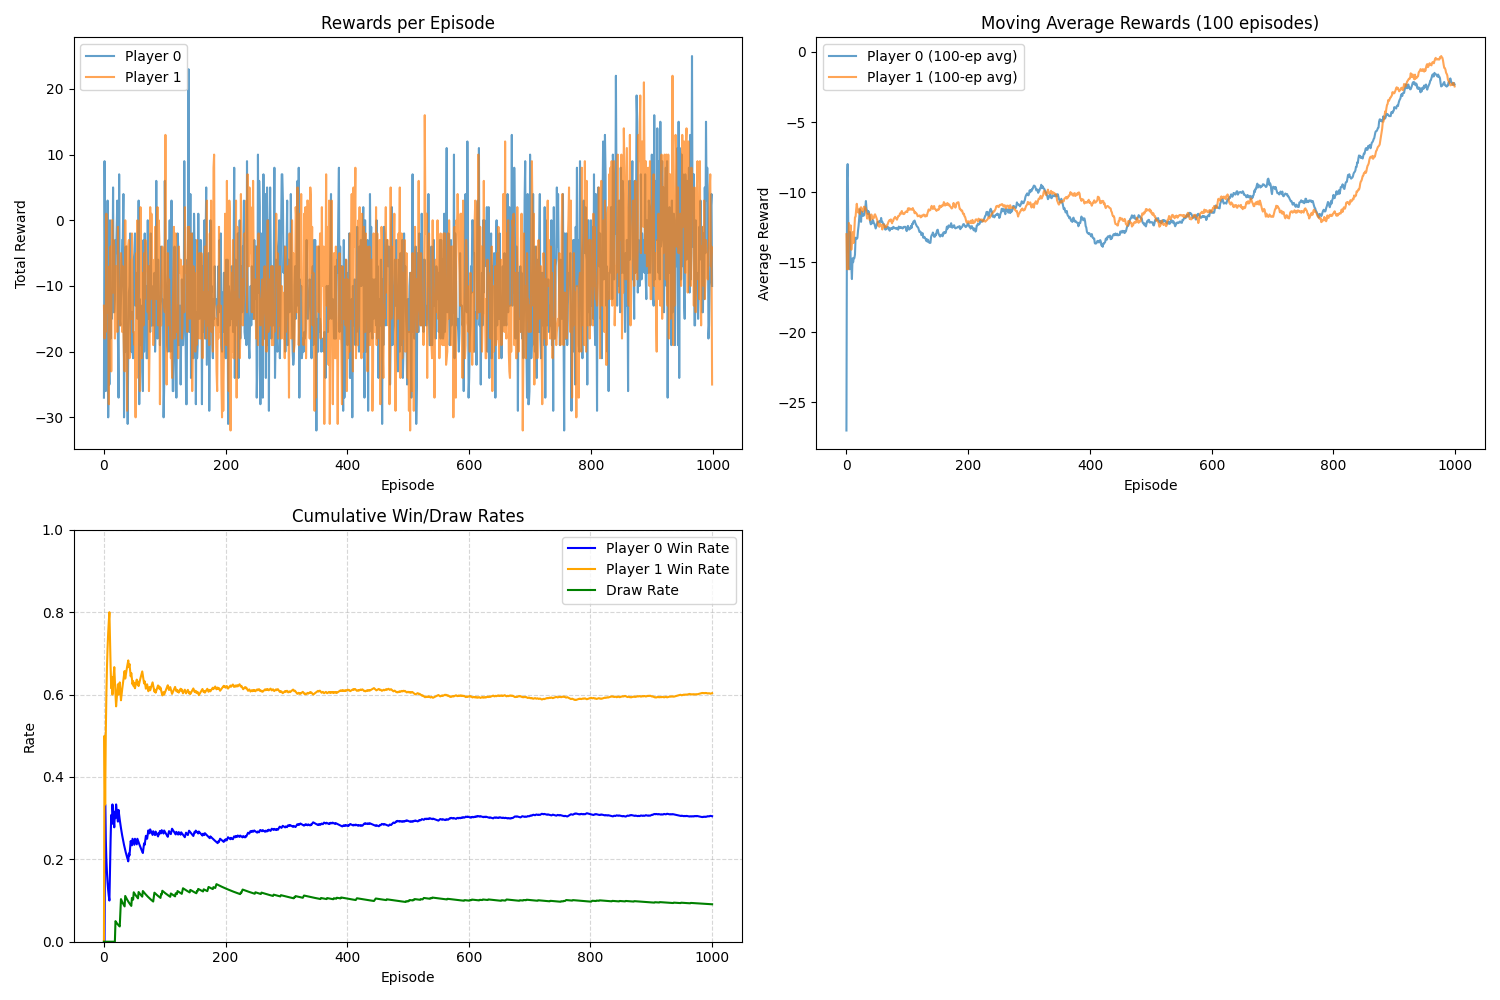 Rewards per Episode
Player 0
Player 1
20
10
0
−10
−20
−30
Total Reward
0
200
400
600
800
1000
Episode
Moving Average Rewards (100 episodes)
Player 0 (100-ep avg)
Player 1 (100-ep avg)
0
−5
−10
−15
−20
−25
Average Reward
0
200
400
600
800
1000
Episode
Cumulative Win/Draw Rates
Player 0 Win Rate
Player 1 Win Rate
Draw Rate
1.0
0.8
0.6
0.4
0.2
0.0
Rate
0
200
400
600
800
1000
Episode